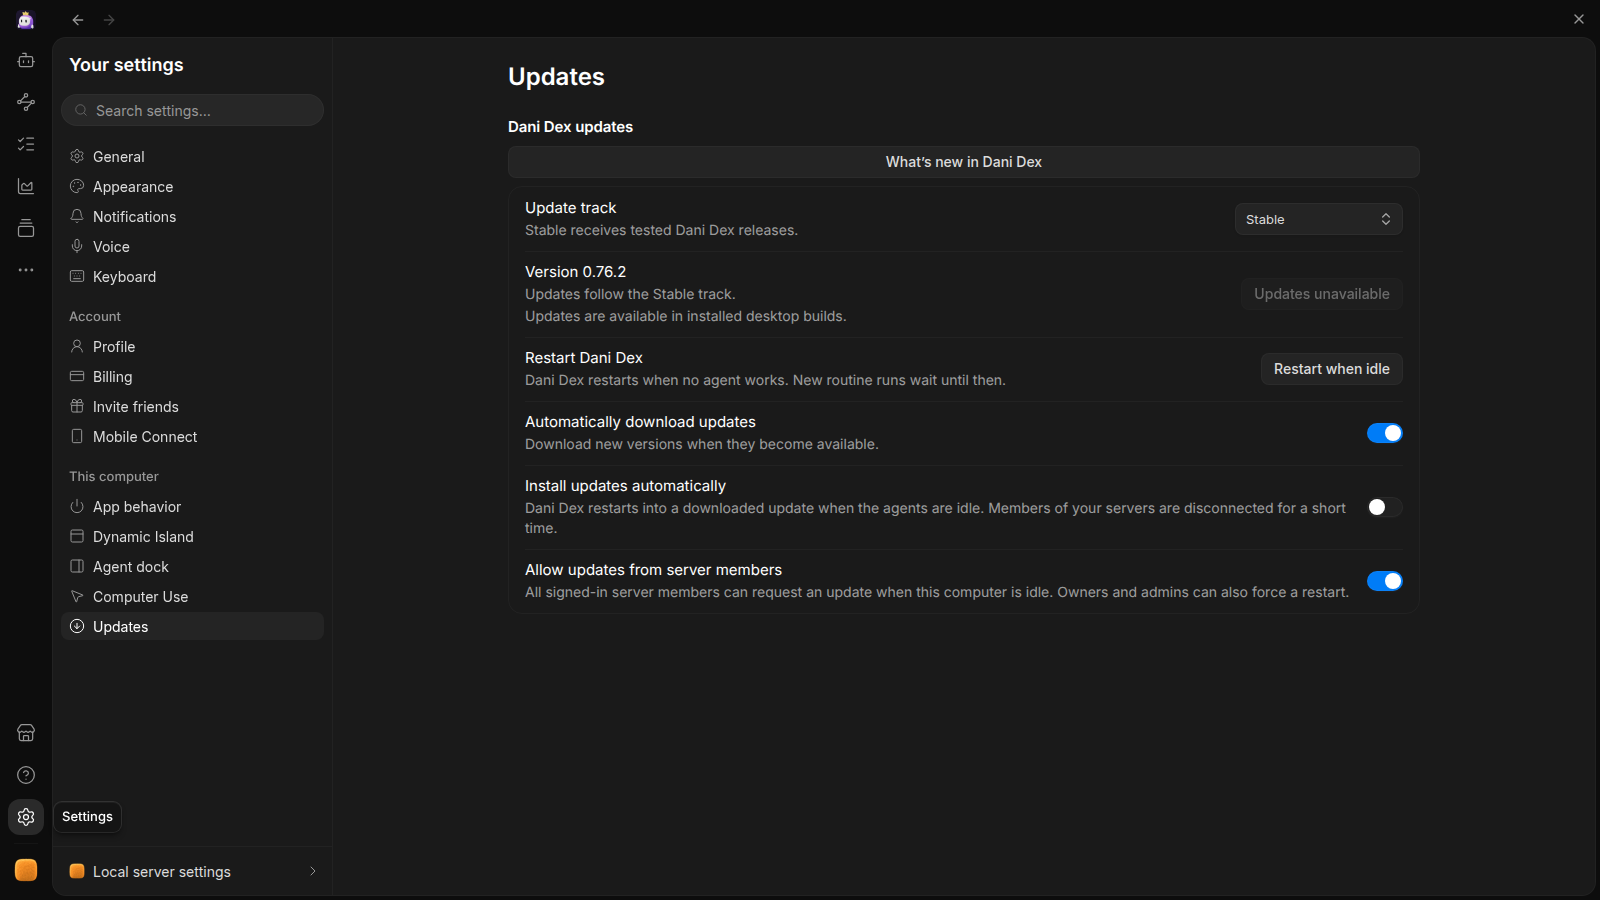 Your settings
Search settings...
General
Appearance
Notifications
Voice
Keyboard
Account
Profile
Billing
Invite friends
Mobile Connect
This computer
App behavior
Dynamic Island
Agent dock
Computer Use
Updates
Settings
Local server settings
Updates
Dani Dex updates
What's new in Dani Dex
Update track
Stable receives tested Dani Dex releases.
Stable
Version 0.76.2
Updates follow the Stable track.
Updates are available in installed desktop builds.
Updates unavailable
Restart Dani Dex
Dani Dex restarts when no agent works. New routine runs wait until then.
Restart when idle
Automatically download updates
Download new versions when they become available.
Install updates automatically
Dani Dex restarts into a downloaded update when the agents are idle. Members of your servers are disconnected for a short
time.
Allow updates from server members
All signed-in server members can request an update when this computer is idle. Owners and admins can also force a restart.